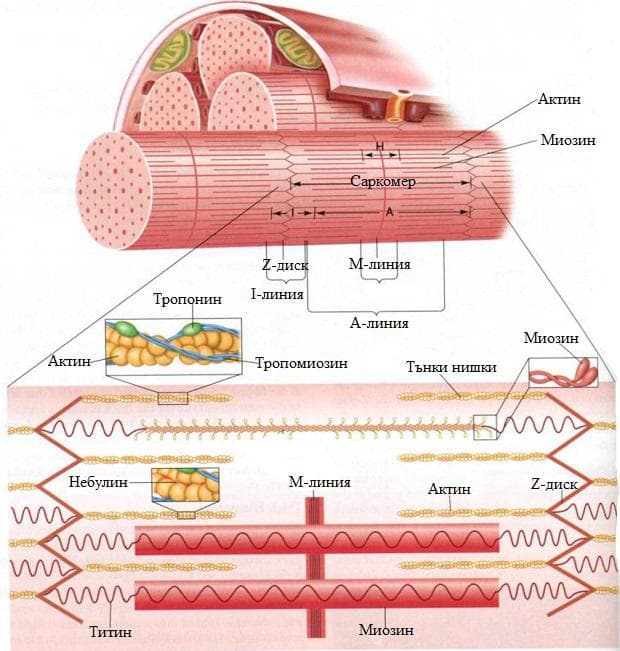 Актин
Миозин
H
Саркомер
I
A
Z-диск
М-линия
I-линия
А-линия
Тропонин
Актин
Тропомиозин
Тънки нишки
Миозин
Небулин
М-линия
Актин
Z-диск
Титин
Миозин